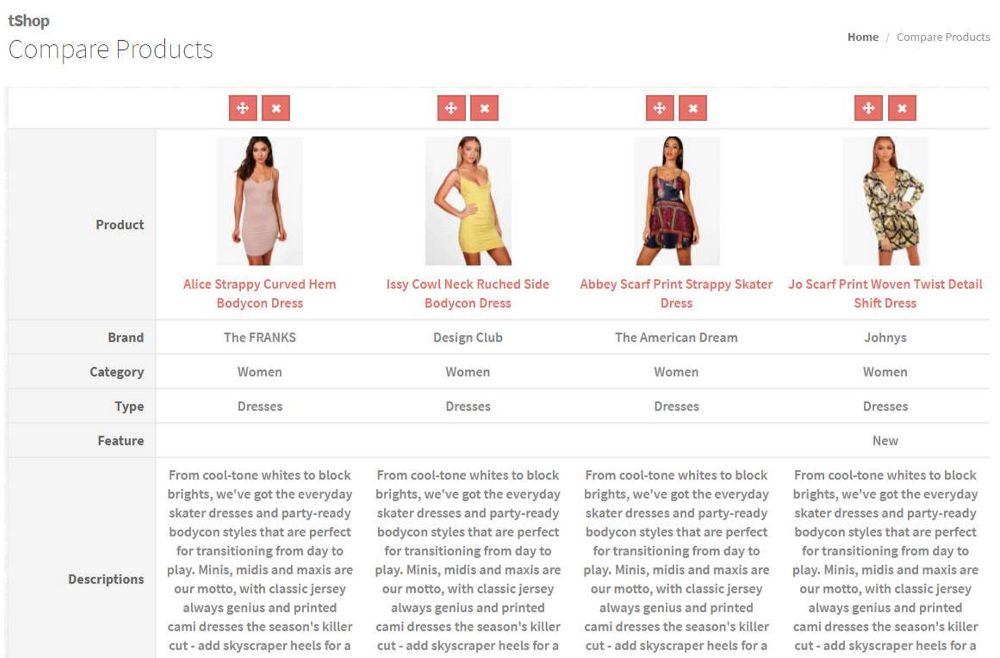 tShop
Compare Products
Home / Compare Products
Product
Alice Strappy Curved Hem
Bodycon Dress
Issy Cowl Neck Ruched Side
Bodycon Dress
Abbey Scarf Print Strappy Skater
Dress
Jo Scarf Print Woven Twist Detail
Shift Dress
Brand
The FRANKS
Design Club
The American Dream
Johnys
Category
Women
Women
Women
Women
Type
Dresses
Dresses
Dresses
Dresses
Feature
New
Descriptions
From cool-tone whites to block
brights, we've got the everyday
skater dresses and party-ready
bodycon styles that are perfect
for transitioning from day to
play. Minis, midis and maxis are
our motto, with classic jersey
always genius and printed
cami dresses the season's killer
cut - add skyscraper heels for a
From cool-tone whites to block
brights, we've got the everyday
skater dresses and party-ready
bodycon styles that are perfect
for transitioning from day to
play. Minis, midis and maxis are
our motto, with classic jersey
always genius and printed
cami dresses the season's killer
cut - add skyscraper heels for a
From cool-tone whites to block
brights, we've got the everyday
skater dresses and party-ready
bodycon styles that are perfect
for transitioning from day to
play. Minis, midis and maxis are
our motto, with classic jersey
always genius and printed
cami dresses the season's killer
cut - add skyscraper heels for a
From cool-tone whites to block
brights, we've got the everyday
skater dresses and party-ready
bodycon styles that are perfect
for transitioning from day to
play. Minis, midis and maxis are
our motto, with classic jersey
always genius and printed
cami dresses the season's killer
cut - add skyscraper heels for a